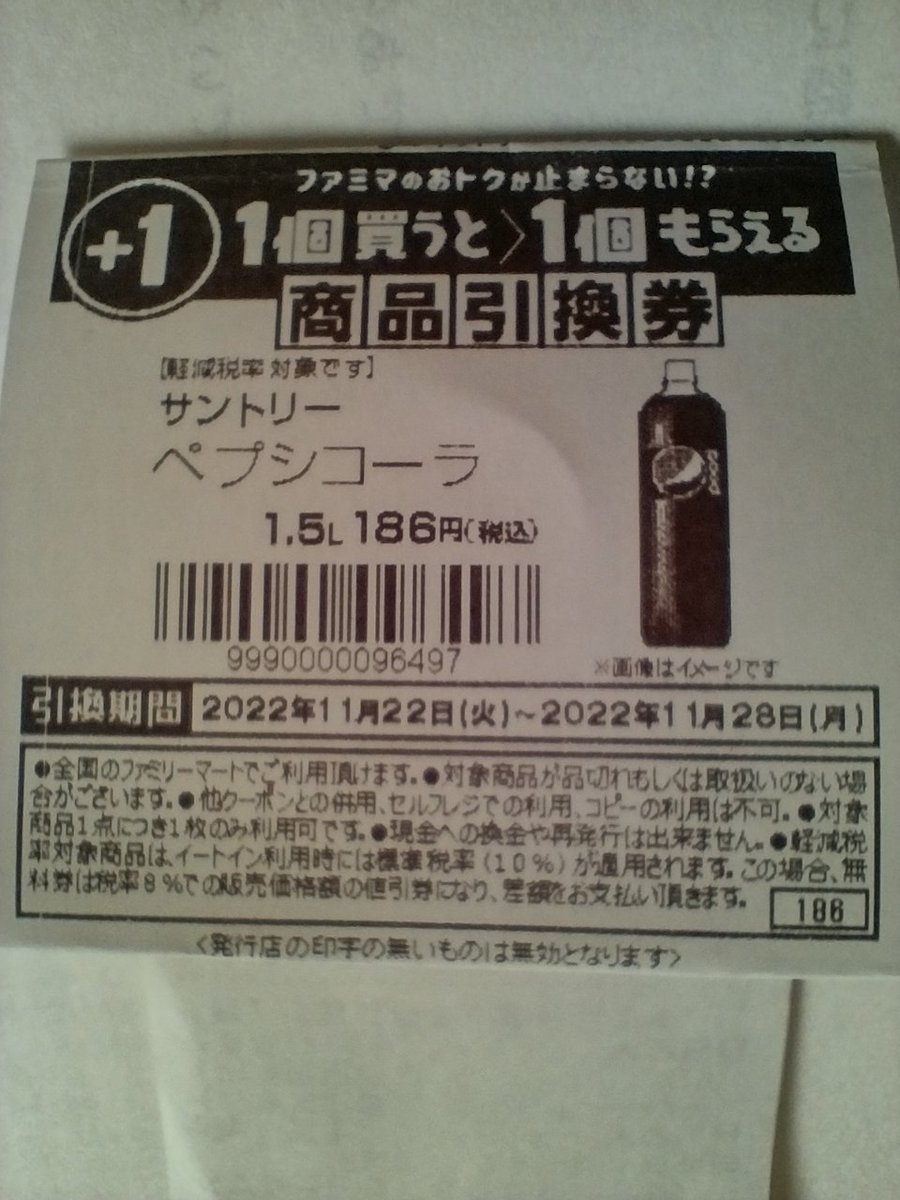 ファミマのおトクが止まらない!?
+1 1個買うと>1個もらえる
商品引換券
[軽減税率対象です]
サントリー
ペプシコーラ
1.5L 186円(税込)
pepsi
9990000096497
※画像はイメージです
引換期間 2022年11月22日(火)~2022年11月28日(月)
●全国のファミリーマートでご利用頂けます。●対象商品が品切れもしくは取扱いのない場
合がございます。●他クーポンとの併用、セルフレジでの利用、コピーの利用は不可。●対象
商品1点につき1枚のみ利用可です。●現金への換金や再発行は出来ません。●軽減税
率対象商品は、イートイン利用時には標準税率(10%)が適用されます。この場合、無
料券は税率8%での販売価格額の値引券になり、差額をお支払い頂きます。
186
<発行店の印字の無いものは無効となります>